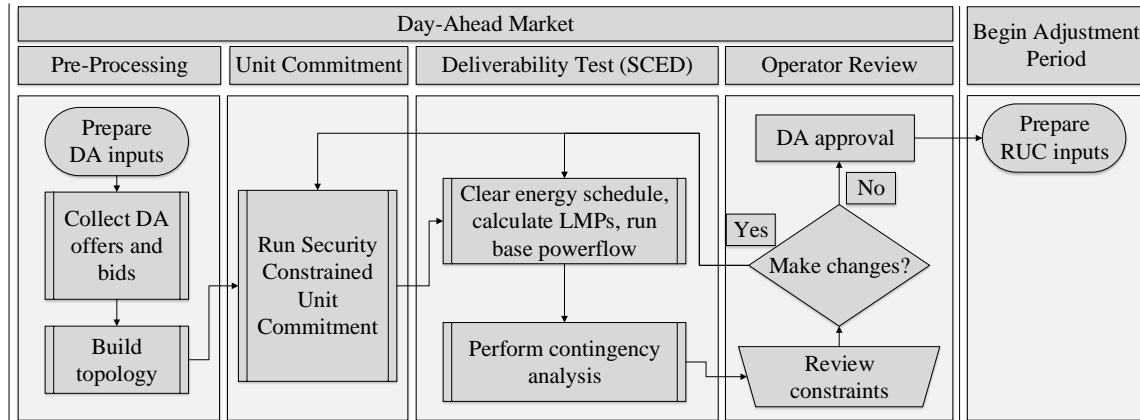 Day-Ahead Market
Begin Adjustment
Period
Pre-Processing
Unit Commitment
Deliverability Test (SCED)
Operator Review
Prepare
DA inputs
Collect DA
offers and
bids
Build
topology
Run Security
Constrained
Unit
Commitment
Clear energy schedule,
calculate LMPs, run
base powerflow
Perform contingency
analysis
DA approval
No
Yes
Make changes?
Review
constraints
Prepare
RUC inputs